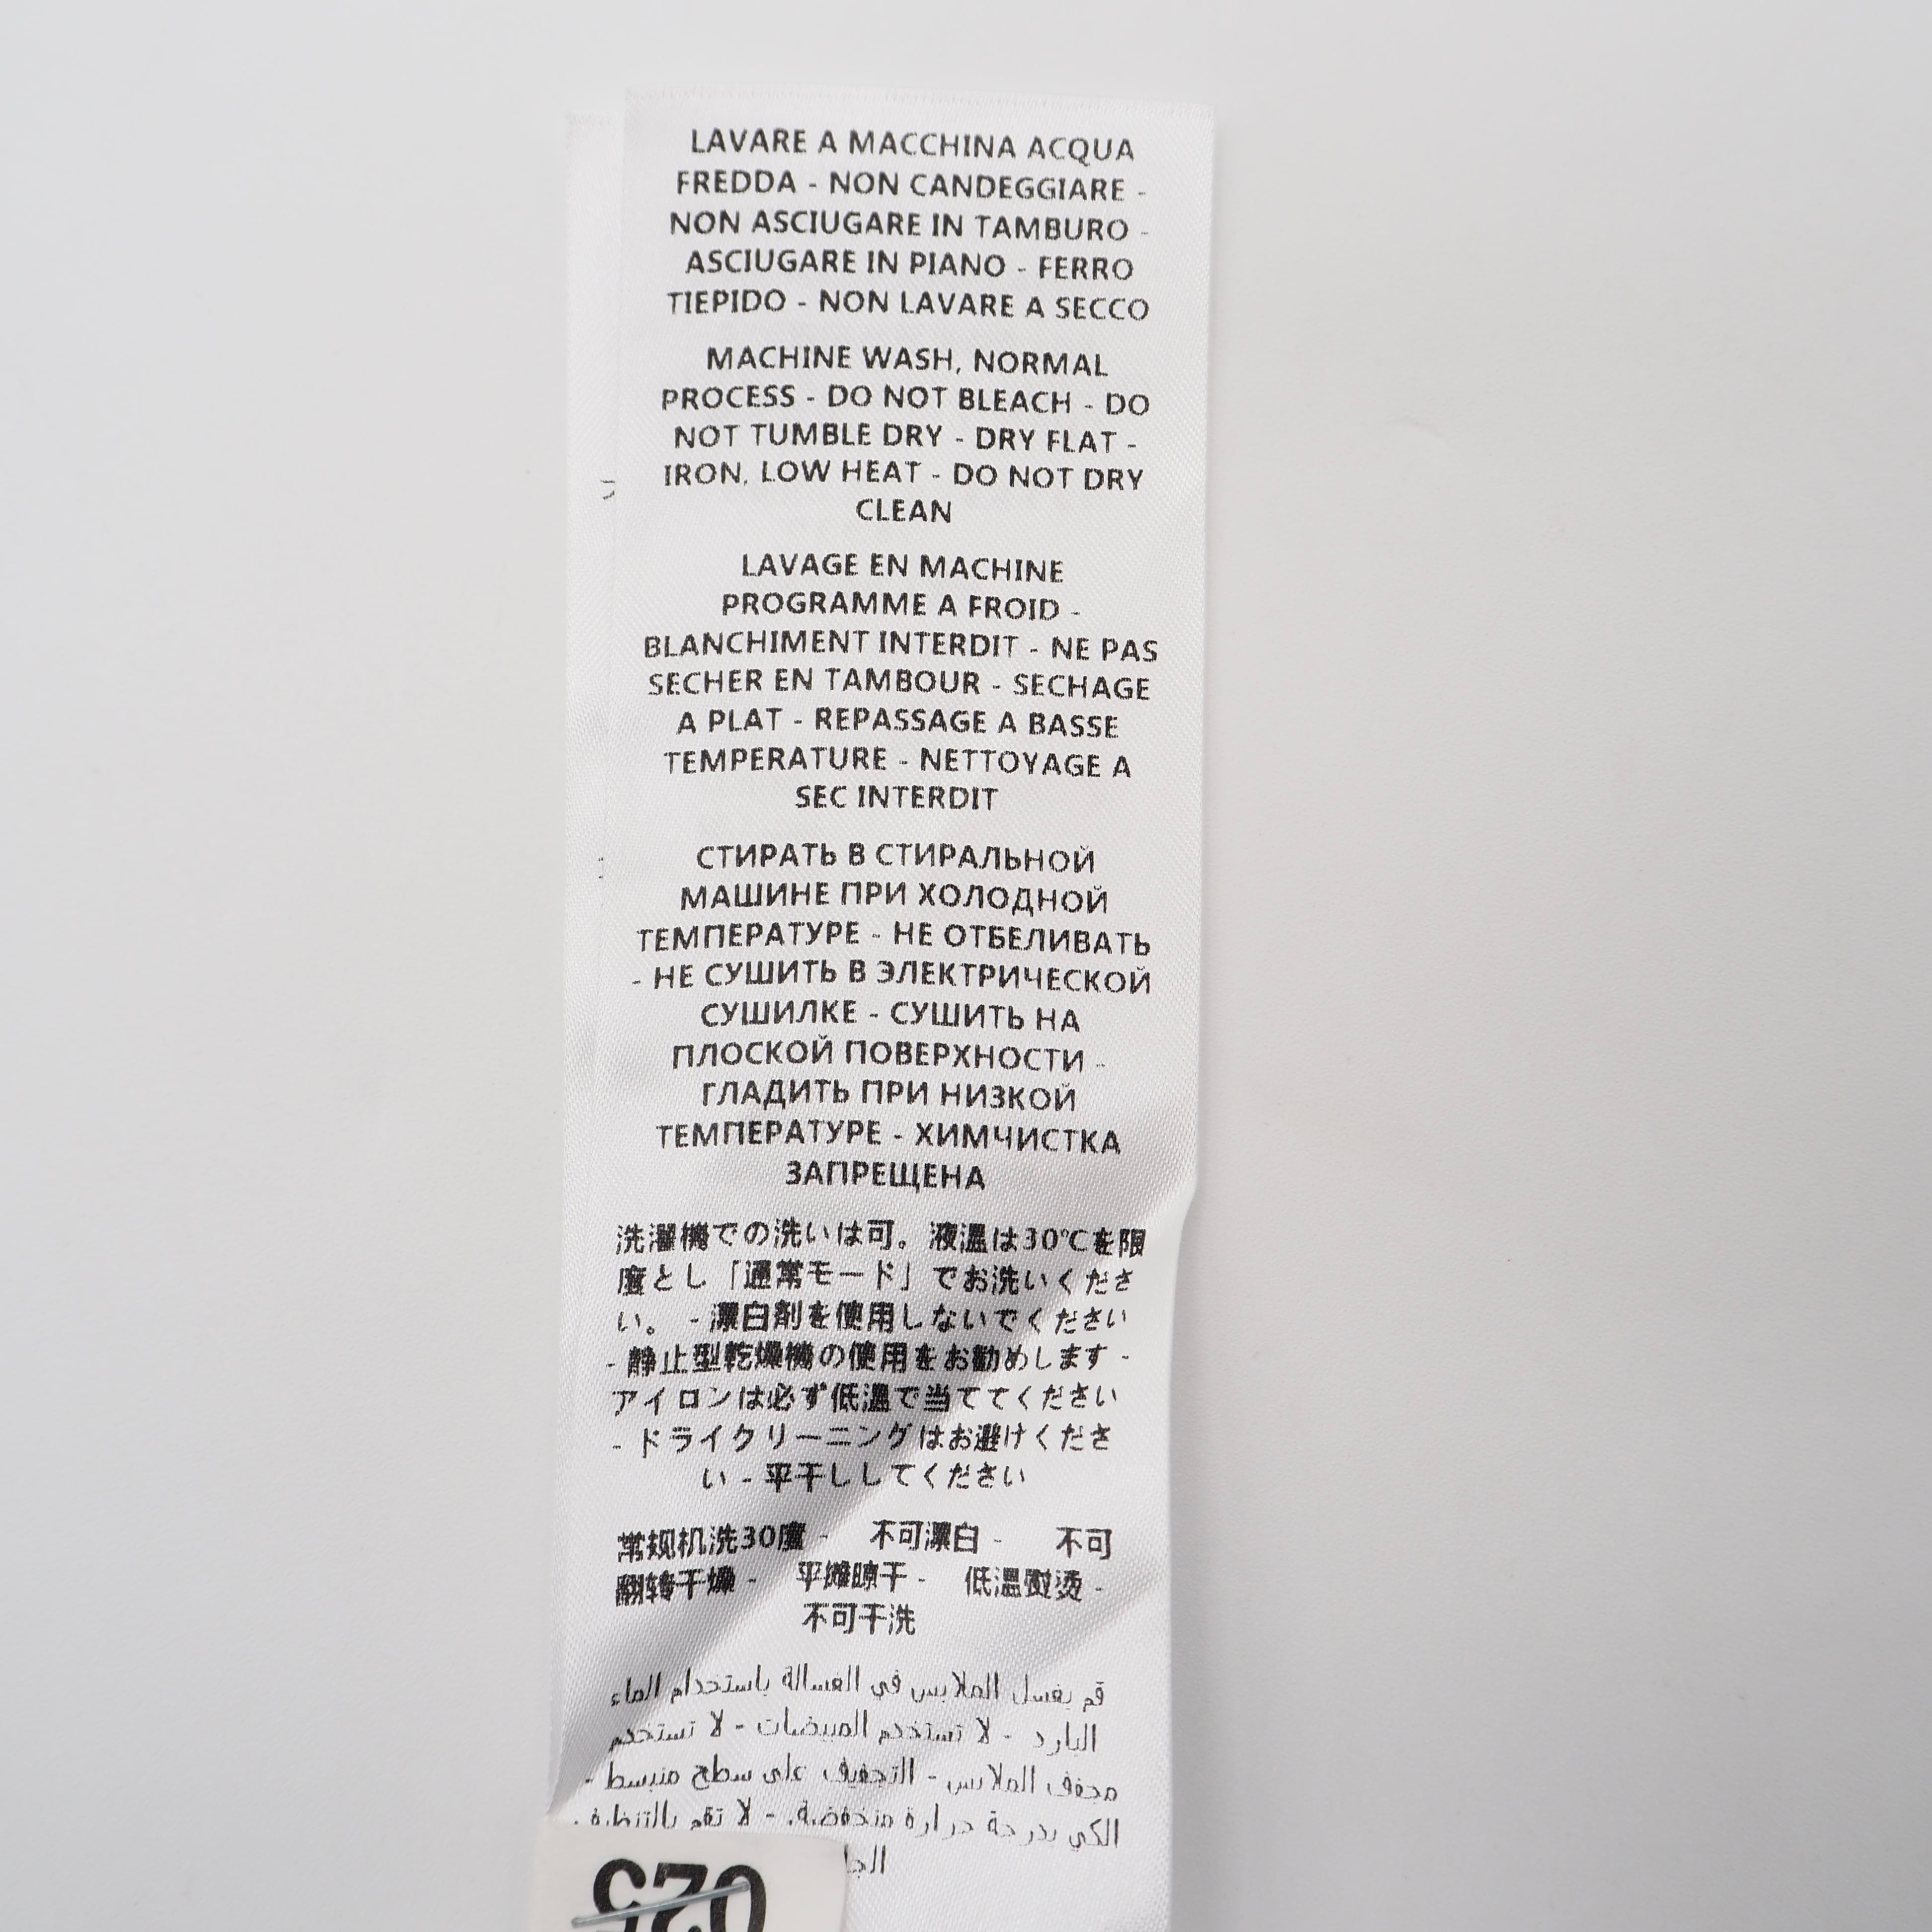 LAVARE A MACCHINA ACQUA
FREDDA - NON CANDEGGIARE -
NON ASCIUGARE IN TAMBURO -
ASCIUGARE IN PIANO - FERRO
TIEPIDO - NON LAVARE A SECCO
MACHINE WASH, NORMAL
PROCESS - DO NOT BLEACH - DO
NOT TUMBLE DRY - DRY FLAT -
IRON, LOW HEAT - DO NOT DRY
CLEAN
LAVAGE EN MACHINE
PROGRAMME A FROID -
BLANCHIMENT INTERDIT - NE PAS
SECHER EN TAMBOUR - SECHAGE
A PLAT - REPASSAGE A BASSE
TEMPERATURE - NETTOYAGE A
SEC INTERDIT
СТИРАТЬ В СТИРАЛЬНОЙ
МАШИНЕ ПРИ ХОЛОДНОЙ
ТЕМПЕРАТУРЕ - НЕ ОТБЕЛИВАТЬ
- НЕ СУШИТЬ В ЭЛЕКТРИЧЕСКОЙ
СУШИЛКЕ - СУШИТЬ НА
ПЛОСКОЙ ПОВЕРХНОСТИ -
ГЛАДИТЬ ПРИ НИЗКОЙ
ТЕМПЕРАТУРЕ - ХИМЧИСТКА
ЗАПРЕЩЕНА
洗濯機での洗いは可。液温は30℃を限
度とし「通常モード」でお洗いくださ
い。 - 漂白剤を使用しないでください
- 静止型乾燥機の使用をお勧めします -
アイロンは必ず低温で当ててください
- ドライクリーニングはお避けくださ
い - 平干ししてください
常规机洗30度 - 不可漂白 - 不可
翻转干燥 - 平摊晾干 - 低温熨烫 -
不可干洗
قم بغسل الملابس في الغسالة باستخدام الماء
البارد - لا تستخدم المبيضات - لا تستخدم
مجفف الملابس - التجفيف على سطح منبسط -
الكي بدرجة حرارة منخفضة. - لا تقم بالتنظيف